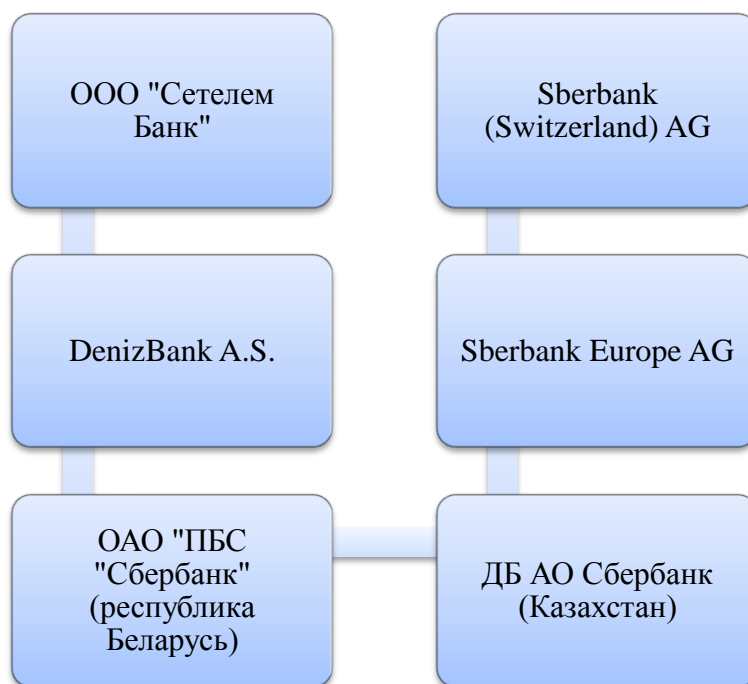 ООО "Сетелем
Банк"
DenizBank A.S.
ОАО "ПБС
"Сбербанк"
(республика
Беларусь)
ДБ АО Сбербанк
(Казахстан)
Sberbank Europe AG
Sberbank
(Switzerland) AG